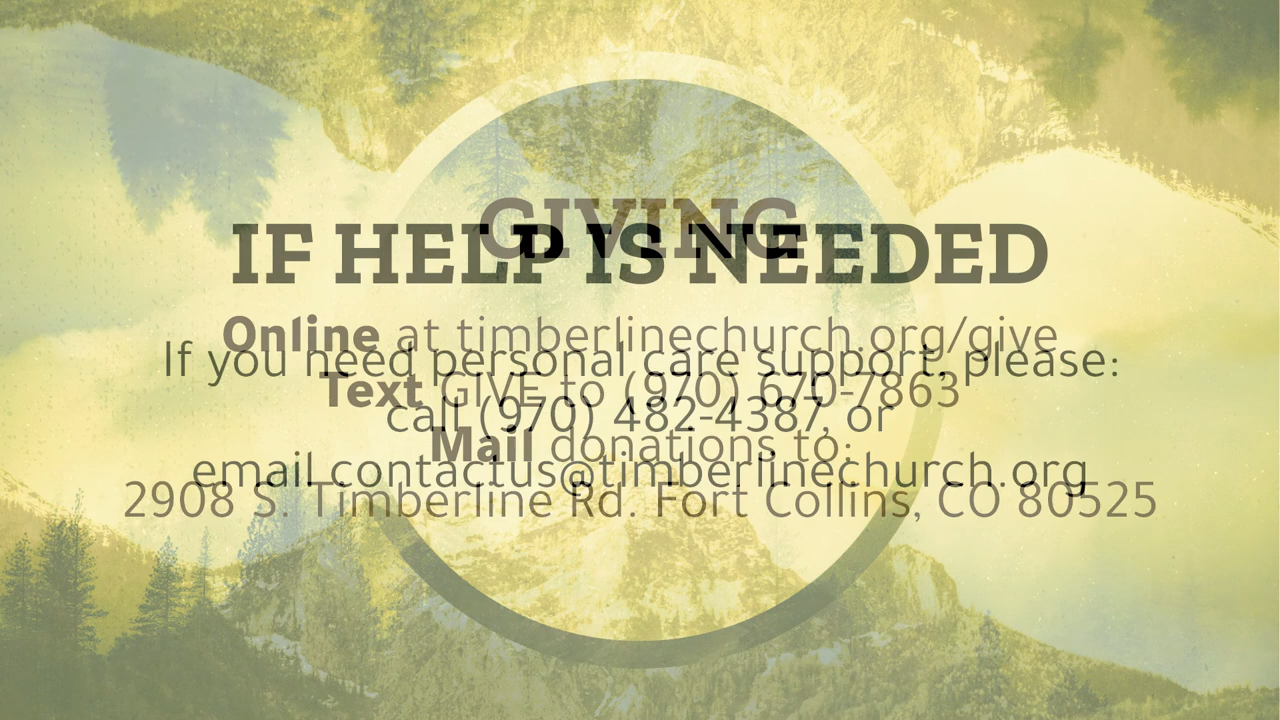 GIVING
IF HELP IS NEEDED
Online at timberlinechurch.org/give
If you need personal care support, please:
Text GIVE to (970) 670-7863
call (970) 482-4387, or
Mail donations to:
email contactus@timberlinechurch.org
2908 S. Timberline Rd. Fort Collins, CO 80525